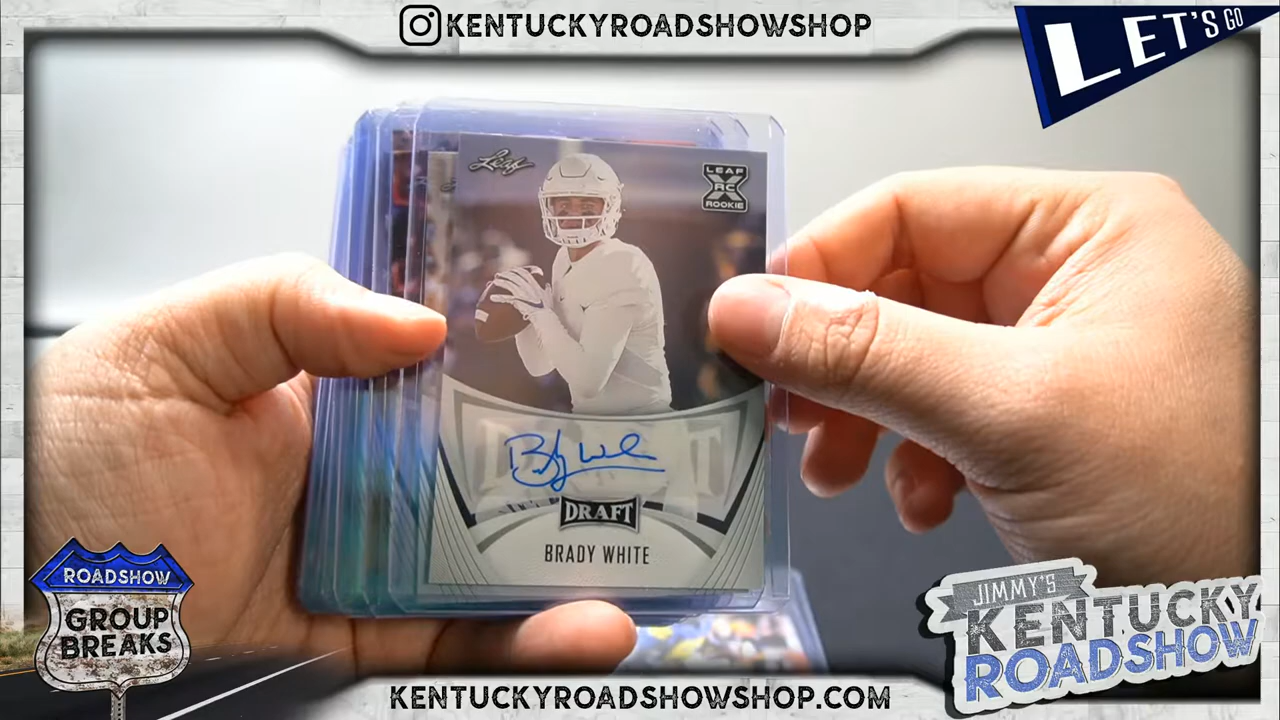 KENTUCKYROADSHOWSHOP
LET'S GO
Leaf
LEAF
RC
ROOKIE
DRAFT
BRADY WHITE
ROADSHOW
GROUP
BREAKS
JIMMY'S
KENTUCKY
ROADSHOW
KENTUCKYROADSHOWSHOP.COM